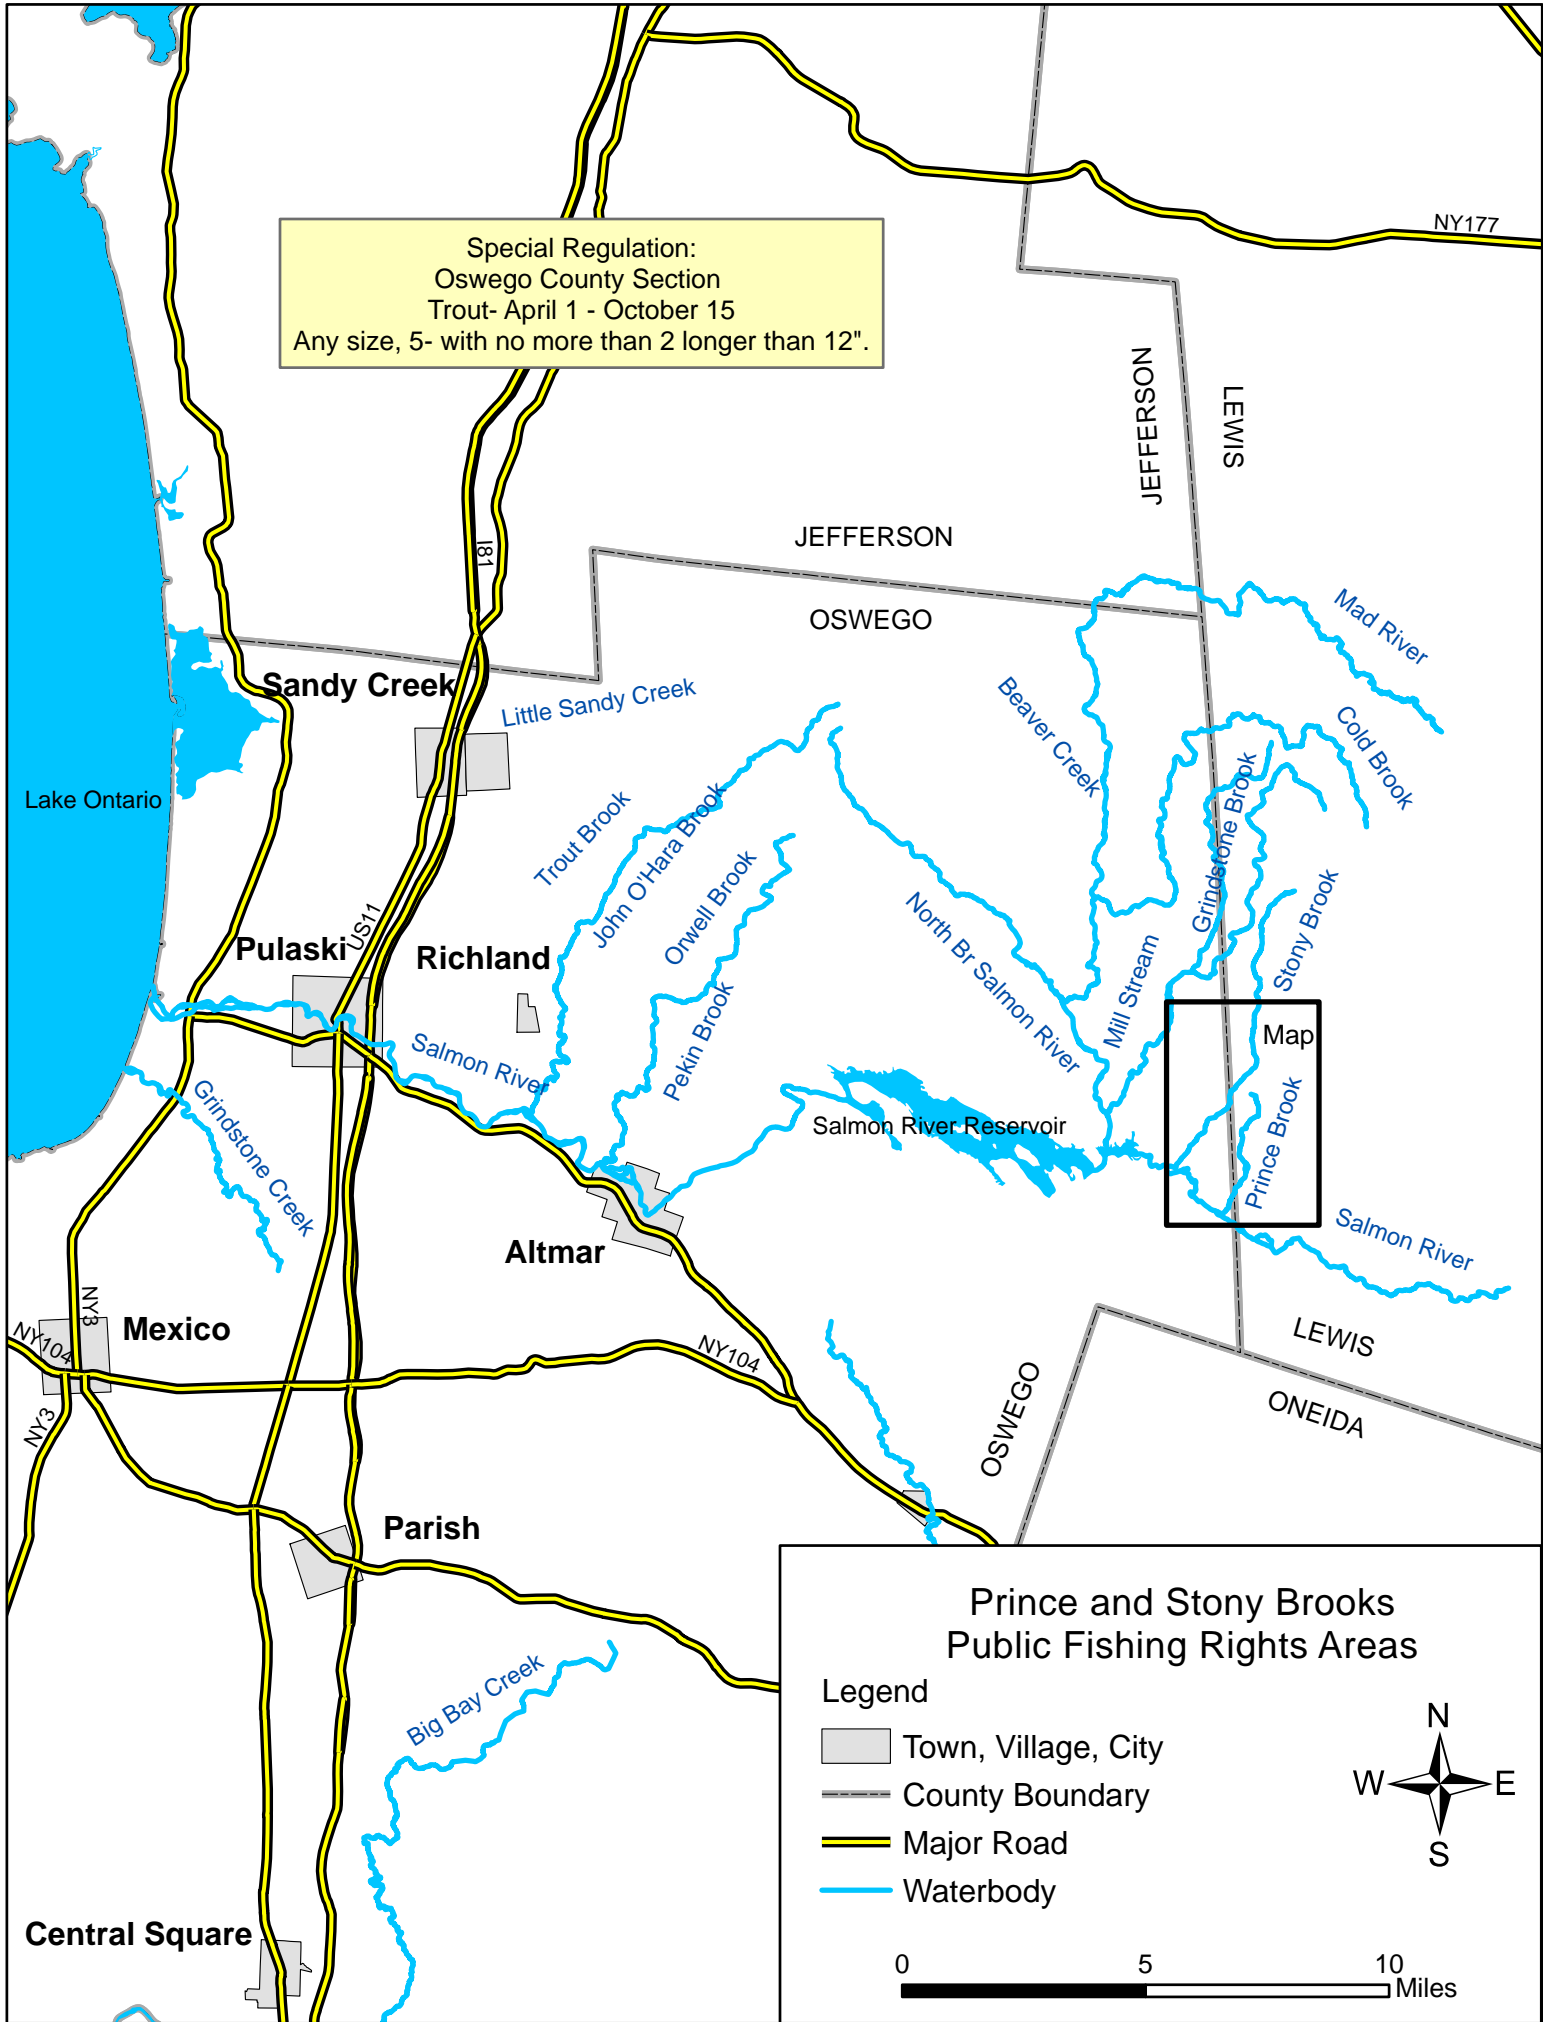 NY177
Special Regulation:
Oswego County Section
Trout- April 1 - October 15
Any size, 5- with no more than 2 longer than 12".
JEFFERSON
LEWIS
I81
JEFFERSON
OSWEGO
Mad River
Sandy Creek
Little Sandy Creek
Beaver Creek
Cold Brook
Lake Ontario
Trout Brook
John O'Hara Brook
Orwell Brook
Grindstone Brook
North Br Salmon River
Stony Brook
US11
Pulaski
Richland
Mill Stream
Pekin Brook
Map
Salmon River
Grindstone Creek
Salmon River Reservoir
Prince Brook
Salmon River
Altmar
NY3
Mexico
NY104
NY104
LEWIS
OSWEGO
ONEIDA
NY3
Parish
Big Bay Creek
Central Square
Prince and Stony Brooks
Public Fishing Rights Areas
Legend
Town, Village, City
County Boundary
Major Road
Waterbody
N
W E
S
0 5 10
Miles